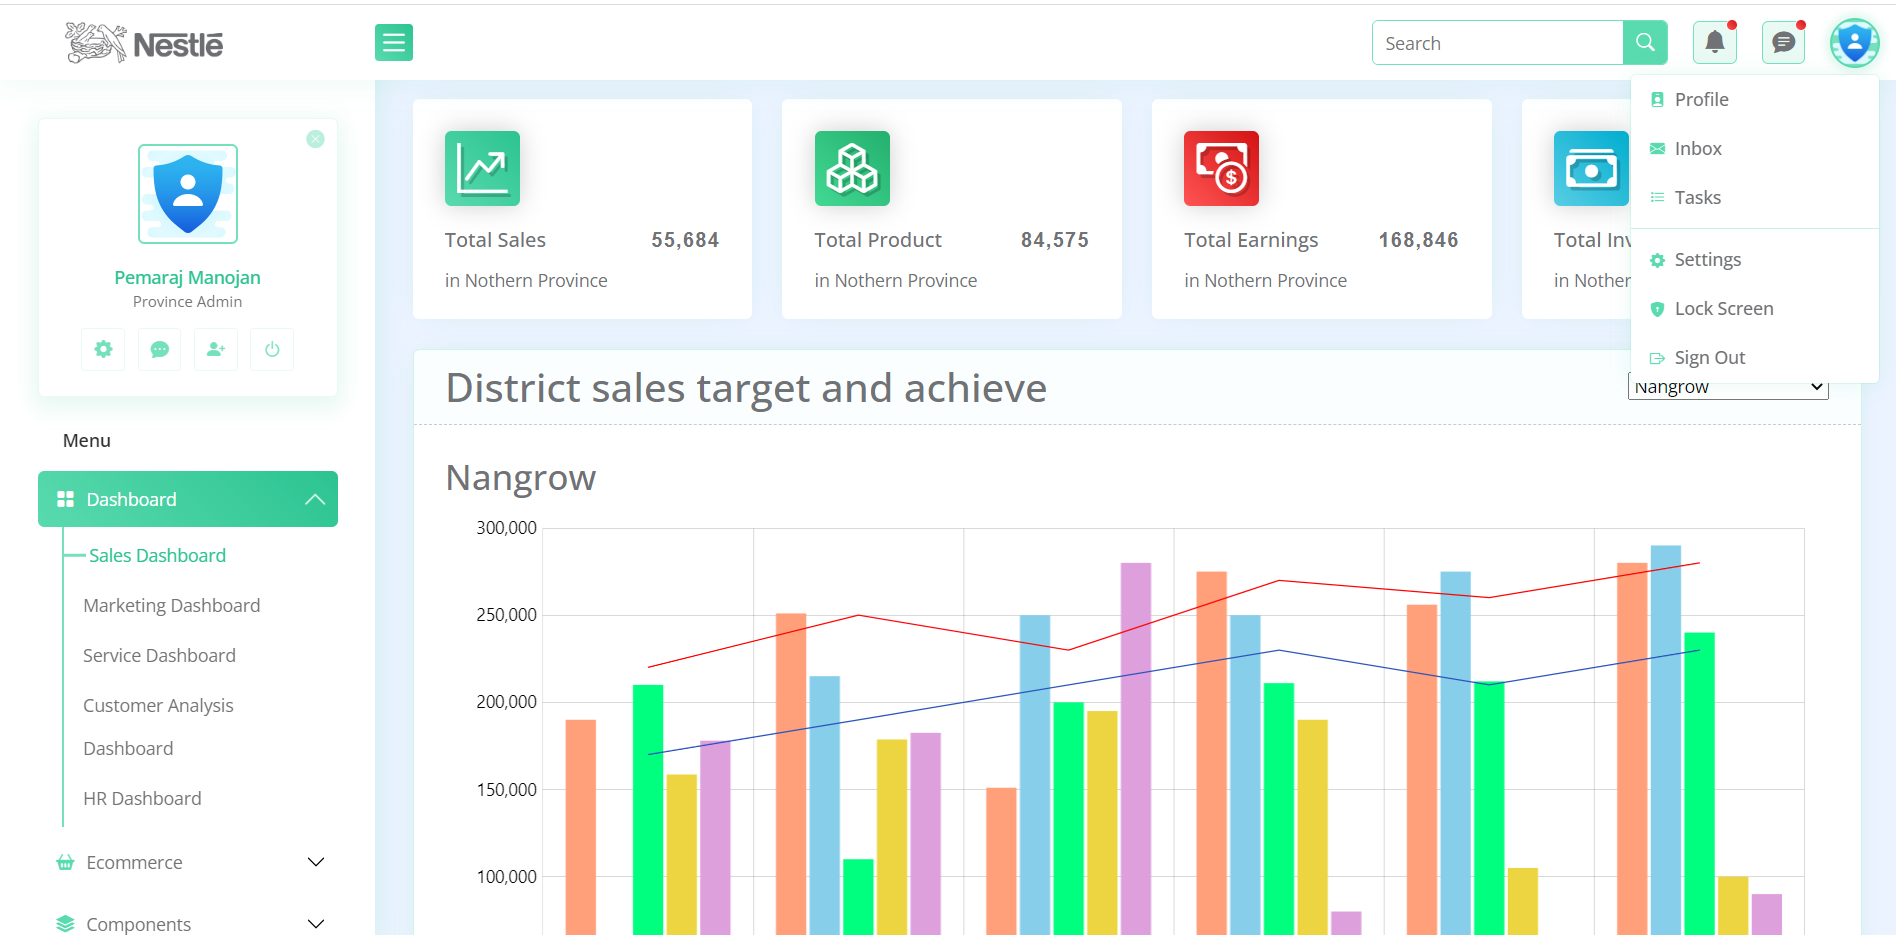 Nestlé
Search
Profile
Inbox
Tasks
Settings
Lock Screen
Sign Out
Pemaraj Manojan
Province Admin
Menu
Dashboard
Sales Dashboard
Marketing Dashboard
Service Dashboard
Customer Analysis
Dashboard
HR Dashboard
Ecommerce
Components
Total Sales 55,684
in Nothern Province
Total Product 84,575
in Nothern Province
Total Earnings 168,846
in Nothern Province
Total Inv
in Nother
District sales target and achieve
Nangrow
Nangrow
300,000
250,000
200,000
150,000
100,000